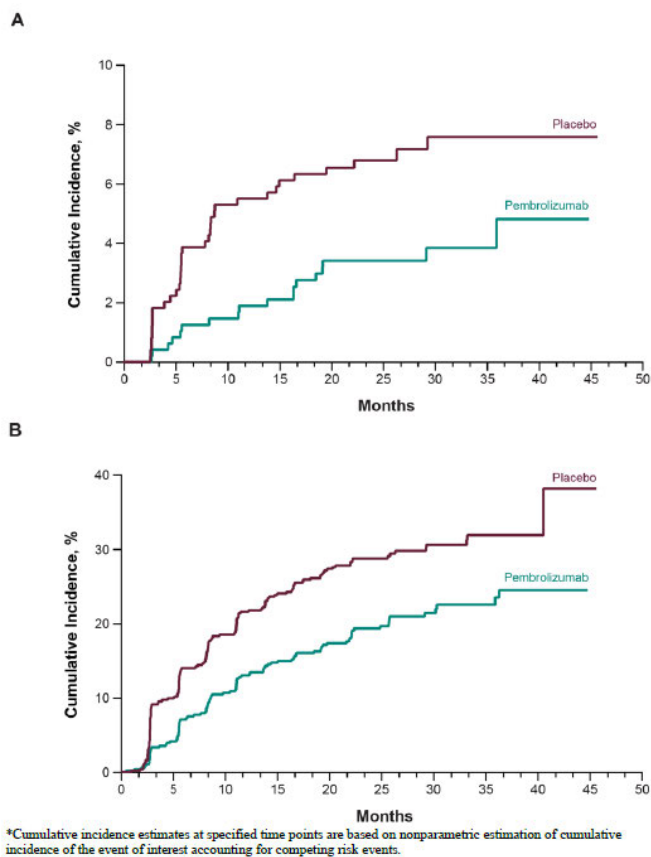 A
Cumulative Incidence, %
10
8
6
4
2
0
Placebo
Pembrolizumab
0 5 10 15 20 25 30 35 40 45 50
Months
B
Cumulative Incidence, %
40
30
20
10
0
Placebo
Pembrolizumab
0 5 10 15 20 25 30 35 40 45 50
Months
*Cumulative incidence estimates at specified time points are based on nonparametric estimation of cumulative
incidence of the event of interest accounting for competing risk events.